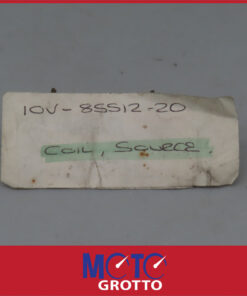 10V-85512-20
COIL, SOURCE.
MOTO
GROTTO